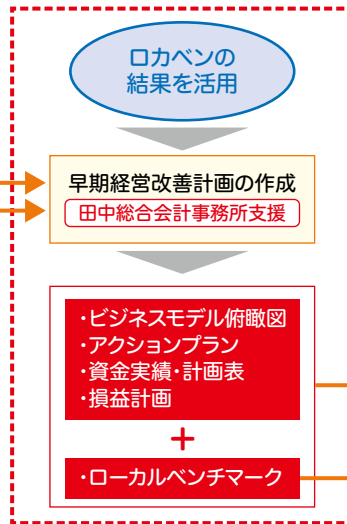 ロカベンの
結果を活用
早期経営改善計画の作成
田中総合会計事務所支援
・ビジネスモデル俯瞰図
・アクションプラン
・資金実績・計画表
・損益計画
+
・ローカルベンチマーク